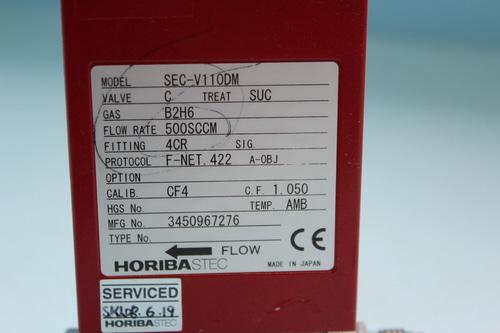 MODEL SEC-V110DM
VALVE C TREAT SUC
GAS B2H6
FLOW RATE 500SCCM
FITTING 4CR SIG.
PROTOCOL F-NET.422 A-OBJ
OPTION
CALIB. CF4 C.F. 1.050
HGS No. TEMP. AMB
MFG No. 3450967276
TYPE No.
FLOW CE
HORIBASTEC MADE IN JAPAN
SERVICED
6.19
HORIBASTEC